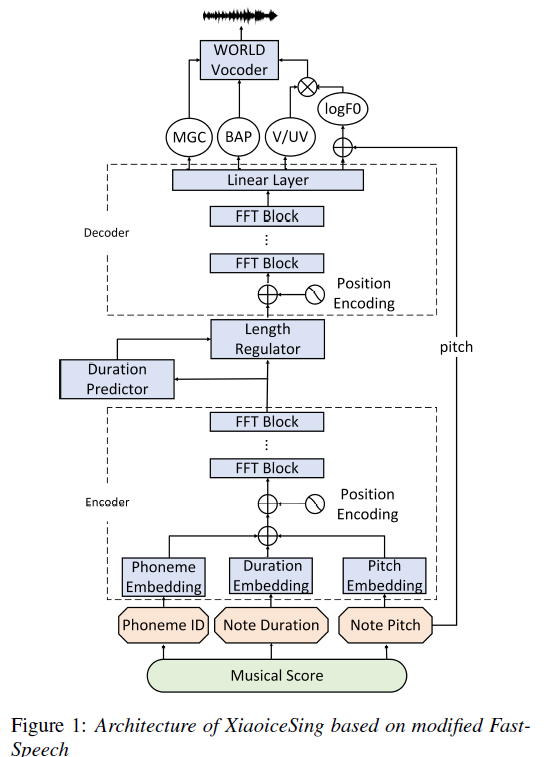 WORLD
Vocoder
MGC
BAP
V/UV
logF0
Linear Layer
FFT Block
Decoder
FFT Block
Position
Encoding
Length
Regulator
pitch
Duration
Predictor
FFT Block
FFT Block
Encoder
Position
Encoding
Phoneme
Embedding
Duration
Embedding
Pitch
Embedding
Phoneme ID
Note Duration
Note Pitch
Musical Score
Figure 1: Architecture of XiaoiceSing based on modified Fast-
Speech